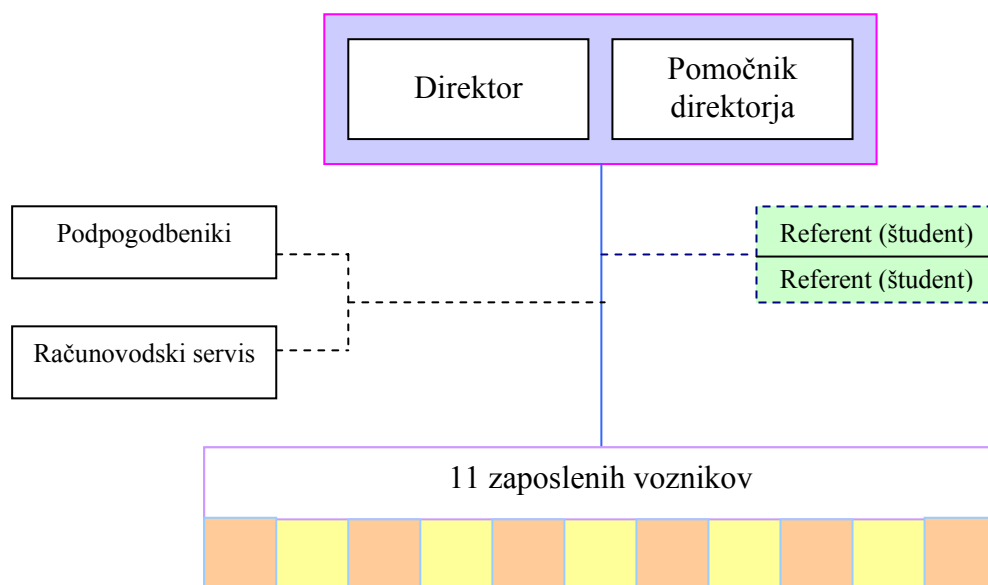 Direktor
Pomočnik
direktorja
Podpogodbeniki
Referent (študent)
Referent (študent)
Računovodski servis
11 zaposlenih voznikov